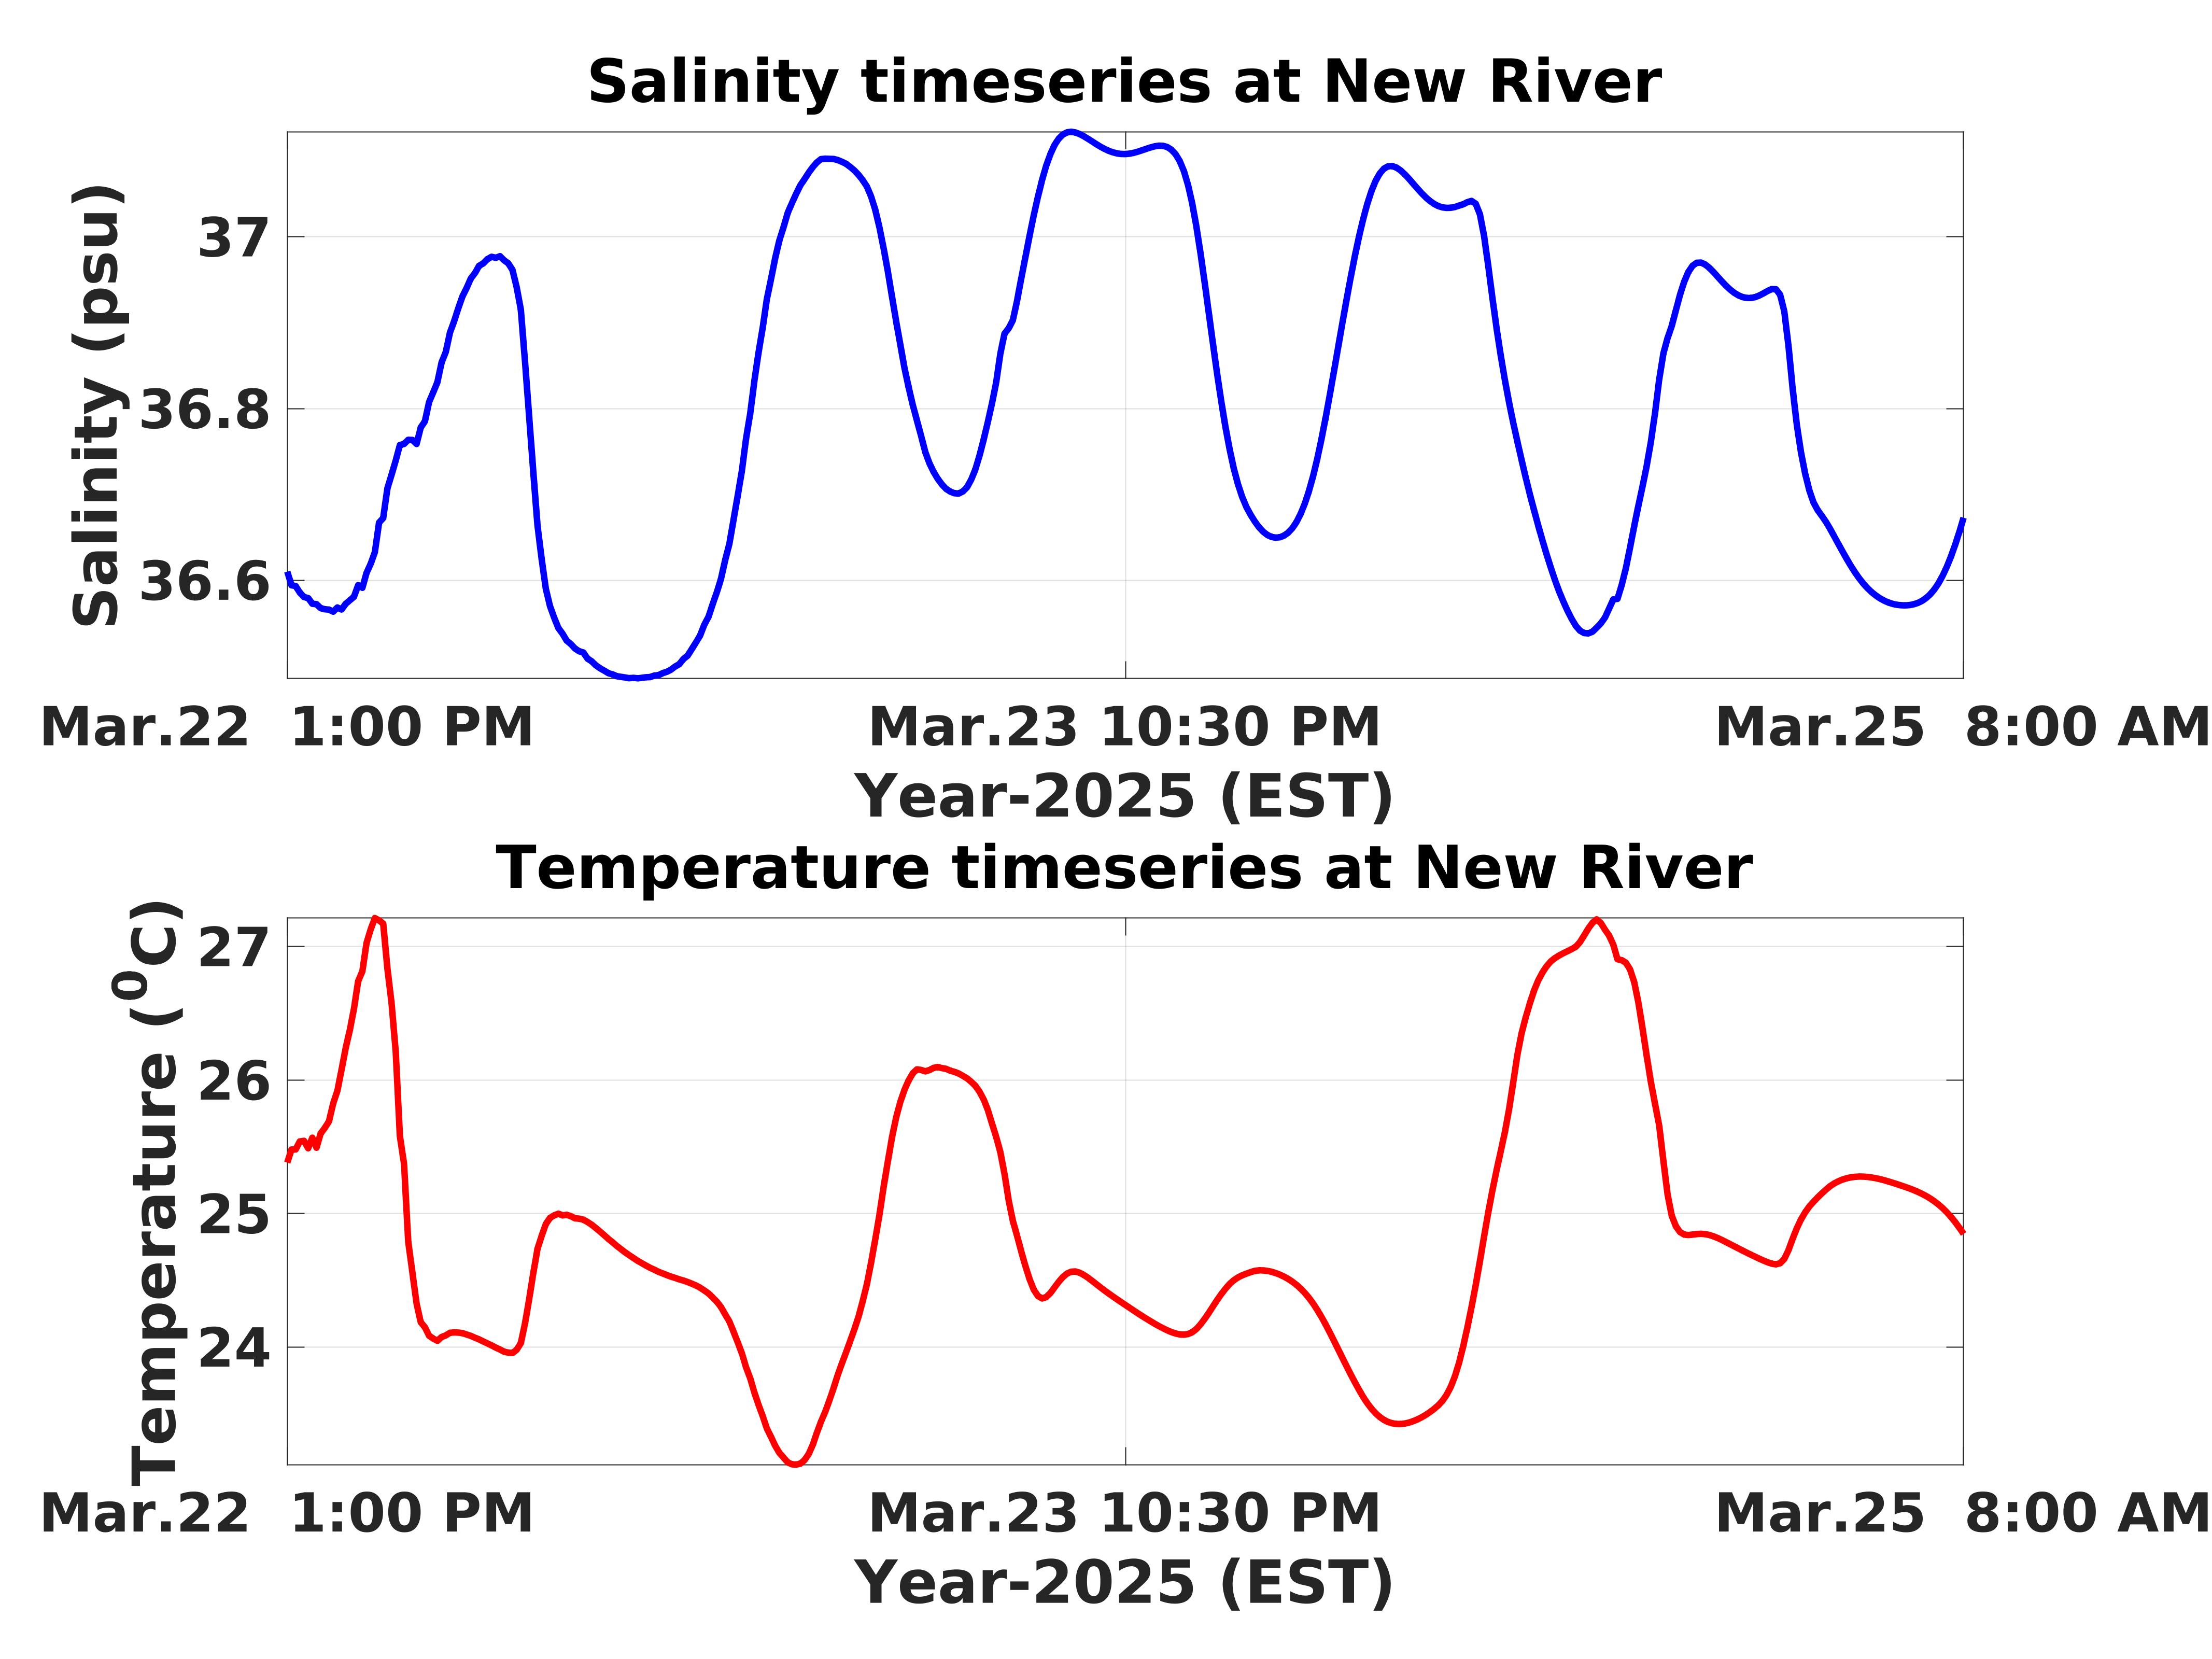 Salinity timeseries at New River
Salinity (psu)
37
36.8
36.6
Mar.22  1:00 PM
Mar.23 10:30 PM
Mar.25  8:00 AM
Year-2025 (EST)
Temperature timeseries at New River
Temperature (⁰C)
27
26
25
24
Mar.22  1:00 PM
Mar.23 10:30 PM
Mar.25  8:00 AM
Year-2025 (EST)